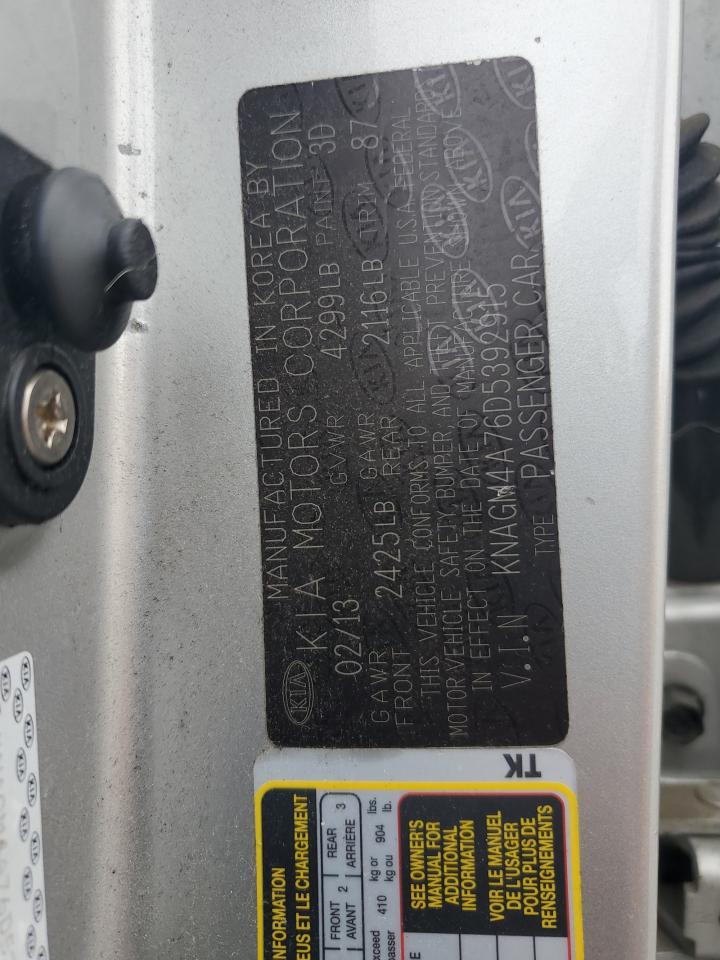 MANUFACTURED IN KOREA BY
KIA KIA MOTORS CORPORATION
02/13 GVWR 4299LB PAINT 3D
GAWR FRONT 2425LB GAWR REAR 2116LB KIA TRIM 87
THIS VEHICLE CONFORMS TO ALL APPLICABLE U.S.A. FEDERAL
MOTOR VEHICLE SAFETY, BUMPER AND THEFT PREVENTION STANDARDS
IN EFFECT ON THE DATE OF MANUFACTURE SHOWN ABOVE
V.I.N KNAGM4A76D5392915
TYPE PASSENGER CAR
TK
INFORMATION
EUS ET LE CHARGEMENT
FRONT 2 REAR 3
AVANT ARRIÈRE
exceed 410 kg or 904 lbs.
passer kg ou lb.
SEE OWNER'S
MANUAL FOR
ADDITIONAL
INFORMATION
VOIR LE MANUEL
DE L'USAGER
POUR PLUS DE
RENSEIGNEMENTS